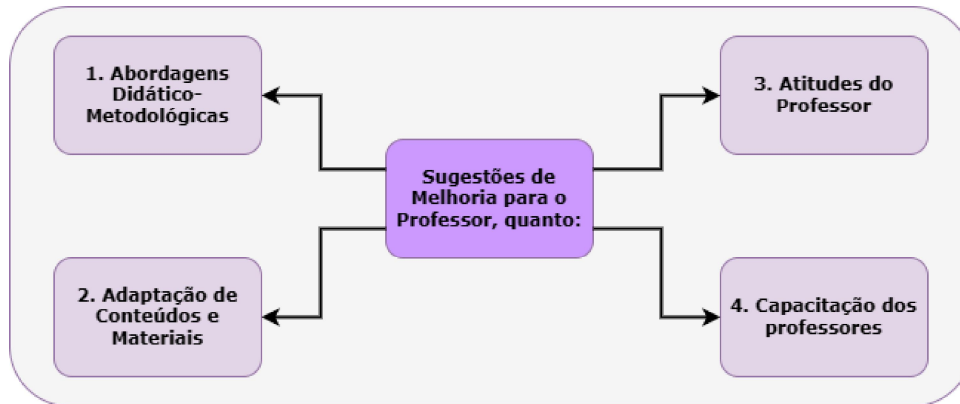 1. Abordagens
Didático-
Metodológicas
2. Adaptação de
Conteúdos e
Materiais
Sugestões de
Melhoria para o
Professor, quanto:
3. Atitudes do
Professor
4. Capacitação dos
professores